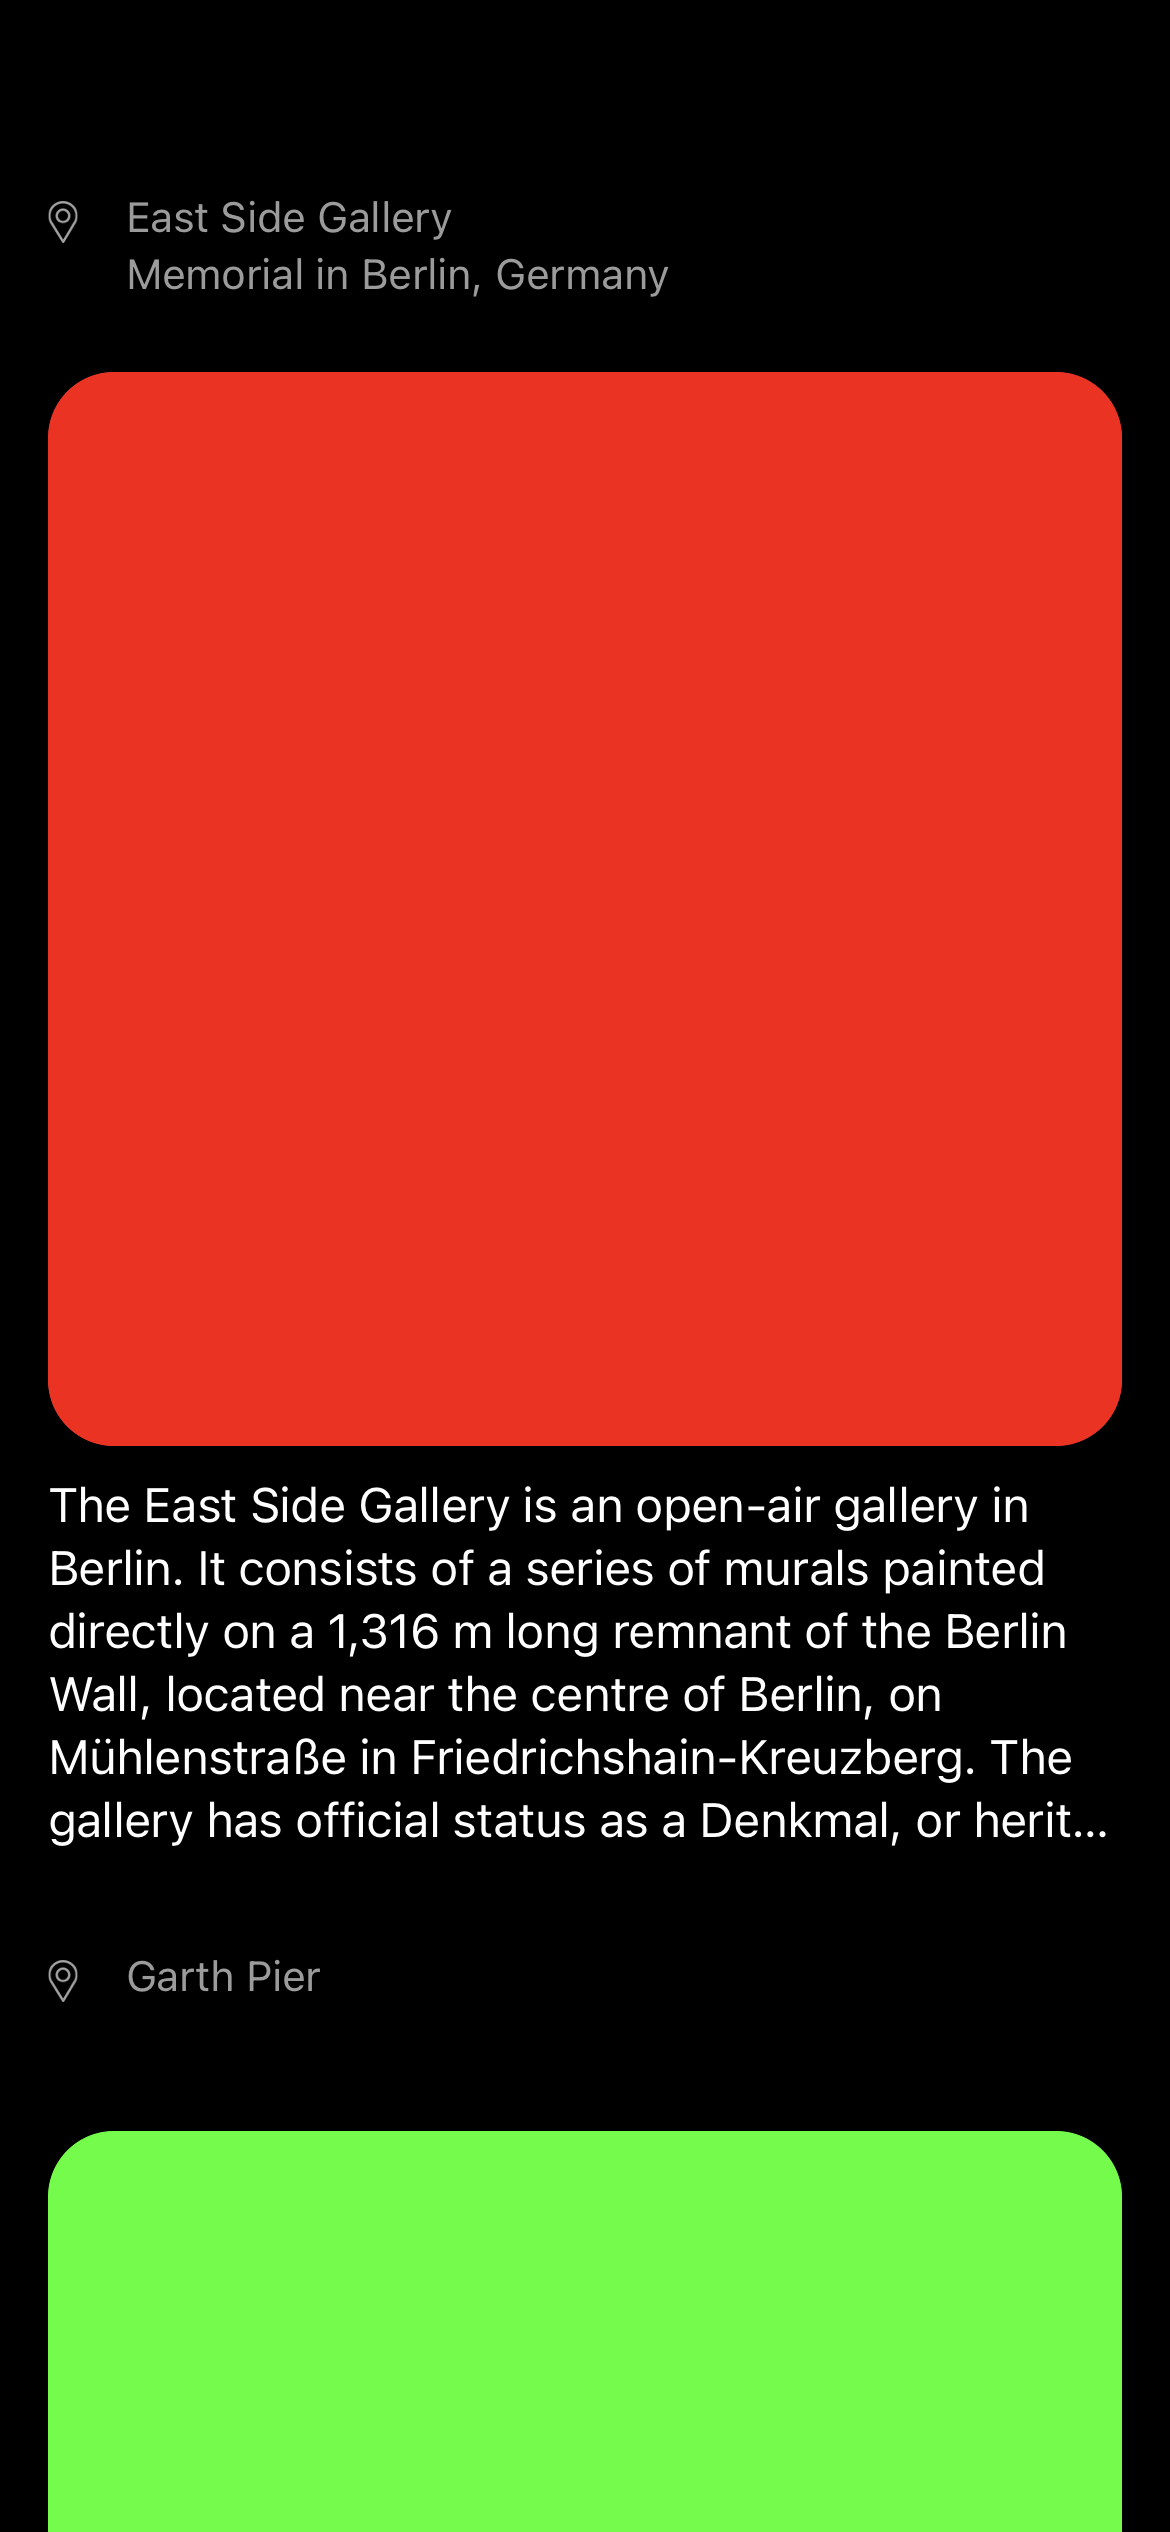 East Side Gallery
Memorial in Berlin, Germany
The East Side Gallery is an open-air gallery in
Berlin. It consists of a series of murals painted
directly on a 1,316 m long remnant of the Berlin
Wall, located near the centre of Berlin, on
Mühlenstraße in Friedrichshain-Kreuzberg. The
gallery has official status as a Denkmal, or herit...
Garth Pier